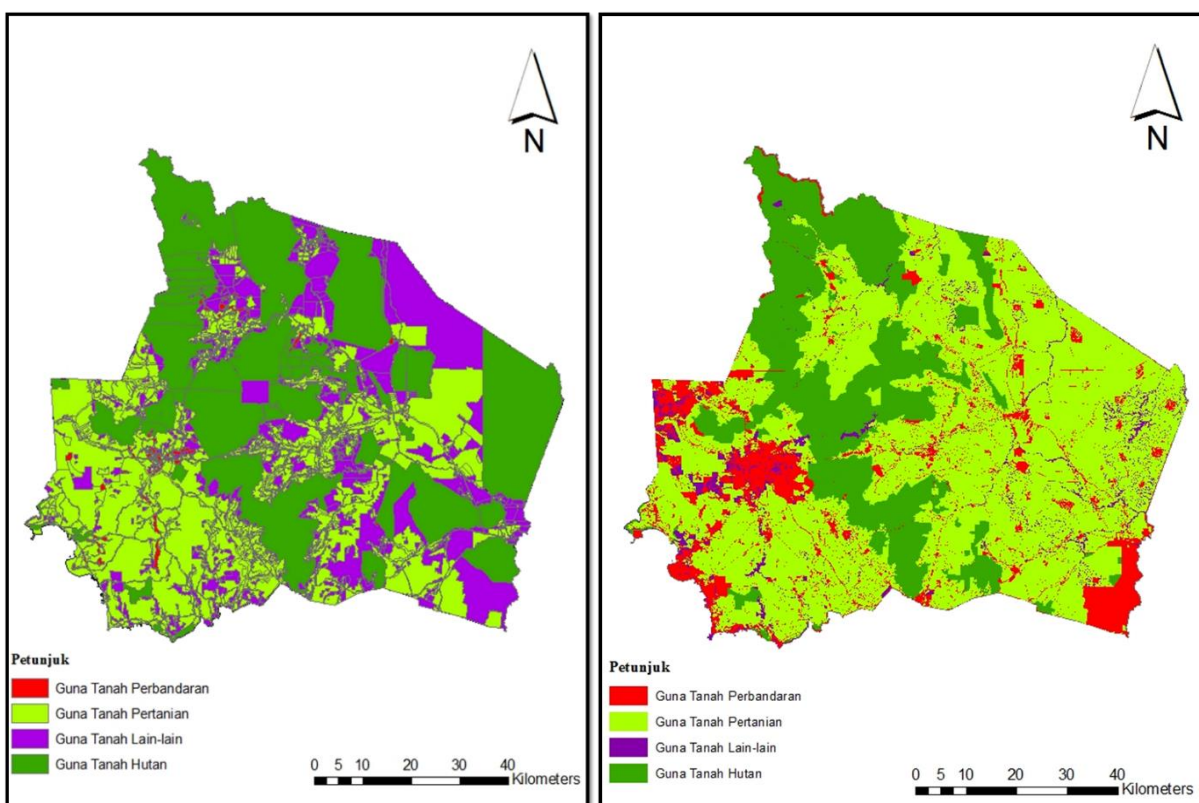 N
Petunjuk
Guna Tanah Perbandaran
Guna Tanah Pertanian
Guna Tanah Lain-lain
Guna Tanah Hutan
0 5 10 20 30 40
Kilometers
N
Petunjuk
Guna Tanah Perbandaran
Guna Tanah Pertanian
Guna Tanah Lain-lain
Guna Tanah Hutan
0 5 10 20 30 40
Kilometers